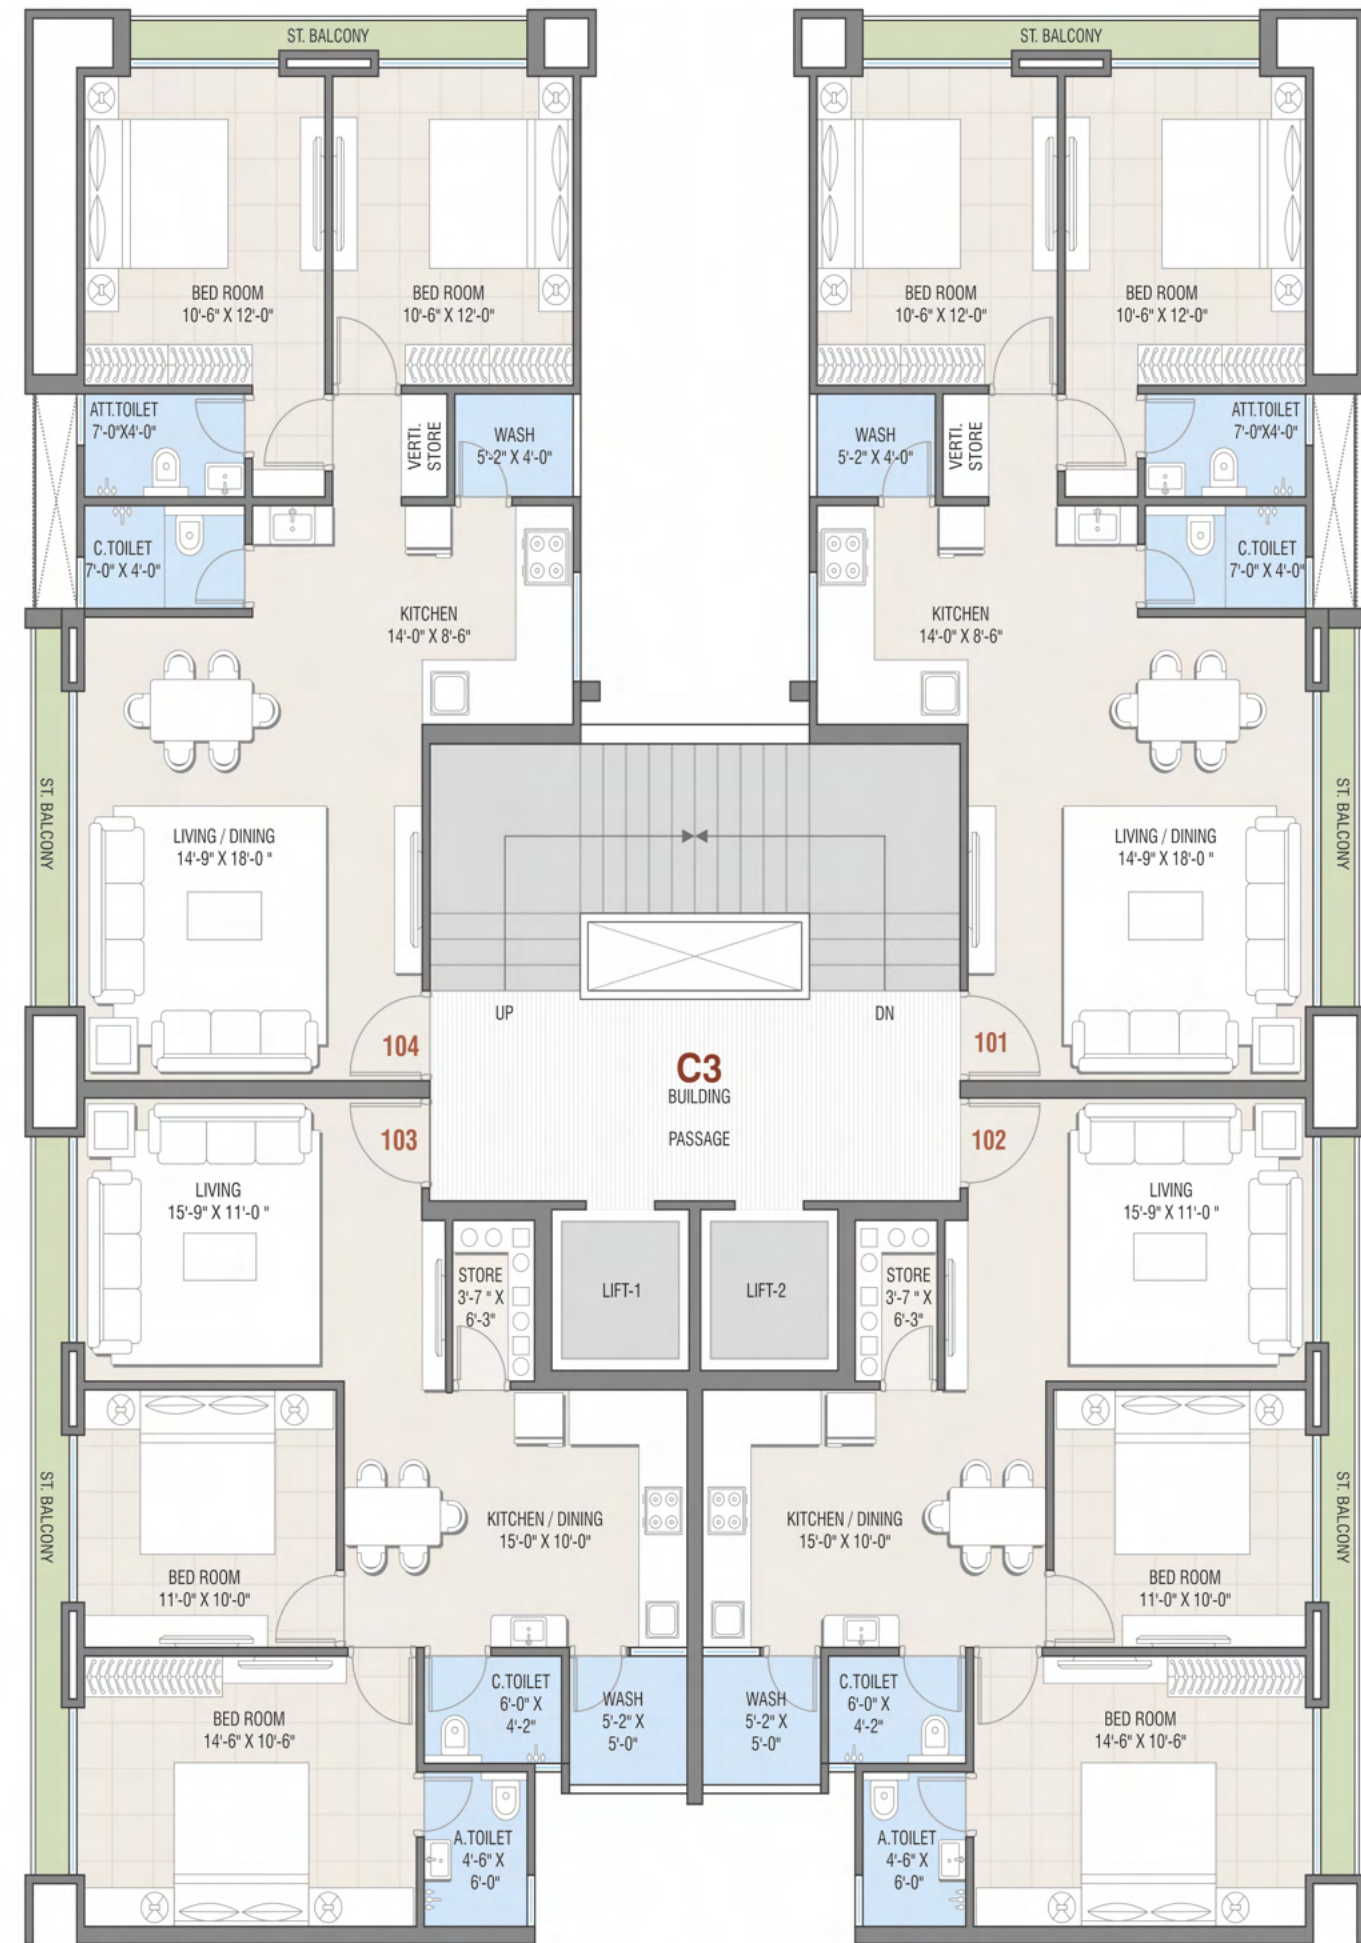 ST. BALCONY
ST. BALCONY
BED ROOM
10'-6" X 12'-0"
BED ROOM
10'-6" X 12'-0"
BED ROOM
10'-6" X 12'-0"
BED ROOM
10'-6" X 12'-0"
ATT.TOILET
7'-0"X4'-0"
VERTI.
STORE
WASH
5'-2" X 4'-0"
WASH
5'-2" X 4'-0"
VERTI.
STORE
ATT.TOILET
7'-0"X4'-0"
C.TOILET
7'-0" X 4'-0"
C.TOILET
7'-0" X 4'-0"
KITCHEN
14'-0" X 8'-6"
KITCHEN
14'-0" X 8'-6"
ST. BALCONY
LIVING / DINING
14'-9" X 18'-0 "
LIVING / DINING
14'-9" X 18'-0 "
ST. BALCONY
UP
DN
104
101
C3
BUILDING
PASSAGE
103
102
LIVING
15'-9" X 11'-0 "
LIVING
15'-9" X 11'-0 "
STORE
3'-7 " X
6'-3"
LIFT-1
LIFT-2
STORE
3'-7 " X
6'-3"
ST. BALCONY
KITCHEN / DINING
15'-0" X 10'-0"
KITCHEN / DINING
15'-0" X 10'-0"
ST. BALCONY
BED ROOM
11'-0" X 10'-0"
BED ROOM
11'-0" X 10'-0"
BED ROOM
14'-6" X 10'-6"
C.TOILET
6'-0" X
4'-2"
WASH
5'-2" X
5'-0"
WASH
5'-2" X
5'-0"
C.TOILET
6'-0" X
4'-2"
BED ROOM
14'-6" X 10'-6"
A.TOILET
4'-6" X
6'-0"
A.TOILET
4'-6" X
6'-0"